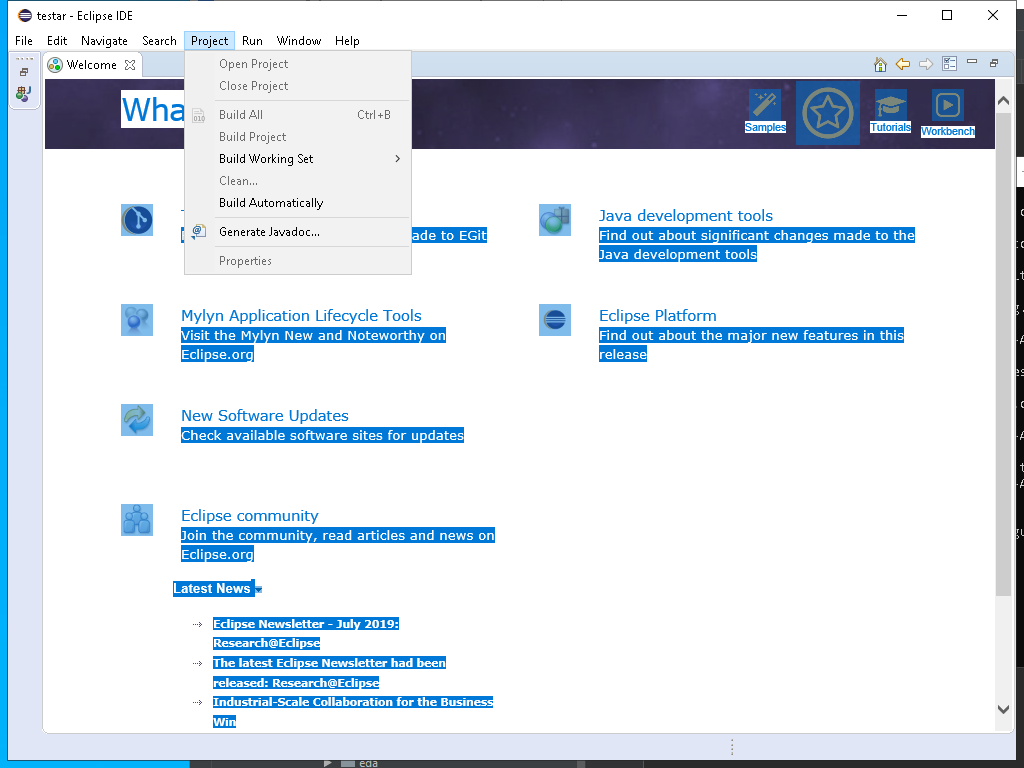 testar - Eclipse IDE
File Edit Navigate Search Project Run Window Help
Welcome
Open Project
Close Project
Build All Ctrl+B
Build Project
Build Working Set
Clean...
Build Automatically
Generate Javadoc...
Properties
Wha
Samples
Tutorials
Workbench
ade to EGit
Java development tools
Find out about significant changes made to the
Java development tools
Mylyn Application Lifecycle Tools
Visit the Mylyn New and Noteworthy on
Eclipse.org
Eclipse Platform
Find out about the major new features in this
release
New Software Updates
Check available software sites for updates
Eclipse community
Join the community, read articles and news on
Eclipse.org
Latest News
Eclipse Newsletter - July 2019:
Research@Eclipse
The latest Eclipse Newsletter had been
released: Research@Eclipse
Industrial-Scale Collaboration for the Business
Win
eda